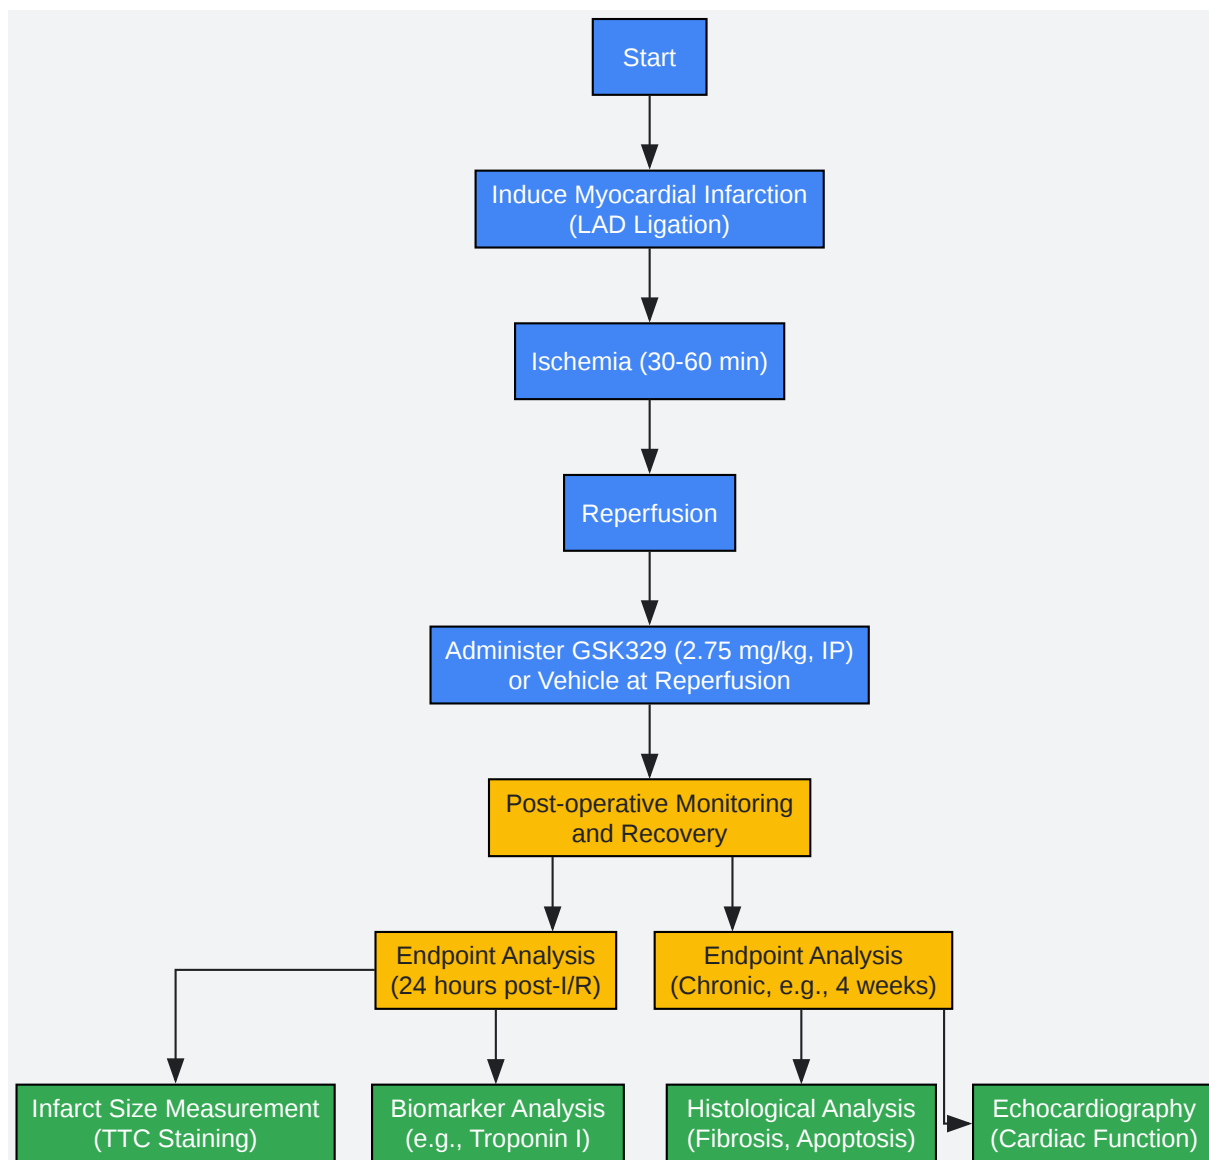 Start
Induce Myocardial Infarction
(LAD Ligation)
Ischemia (30-60 min)
Reperfusion
Administer GSK329 (2.75 mg/kg, IP)
or Vehicle at Reperfusion
Post-operative Monitoring
and Recovery
Endpoint Analysis
(24 hours post-I/R)
Endpoint Analysis
(Chronic, e.g., 4 weeks)
Infarct Size Measurement
(TTC Staining)
Biomarker Analysis
(e.g., Troponin I)
Histological Analysis
(Fibrosis, Apoptosis)
Echocardiography
(Cardiac Function)